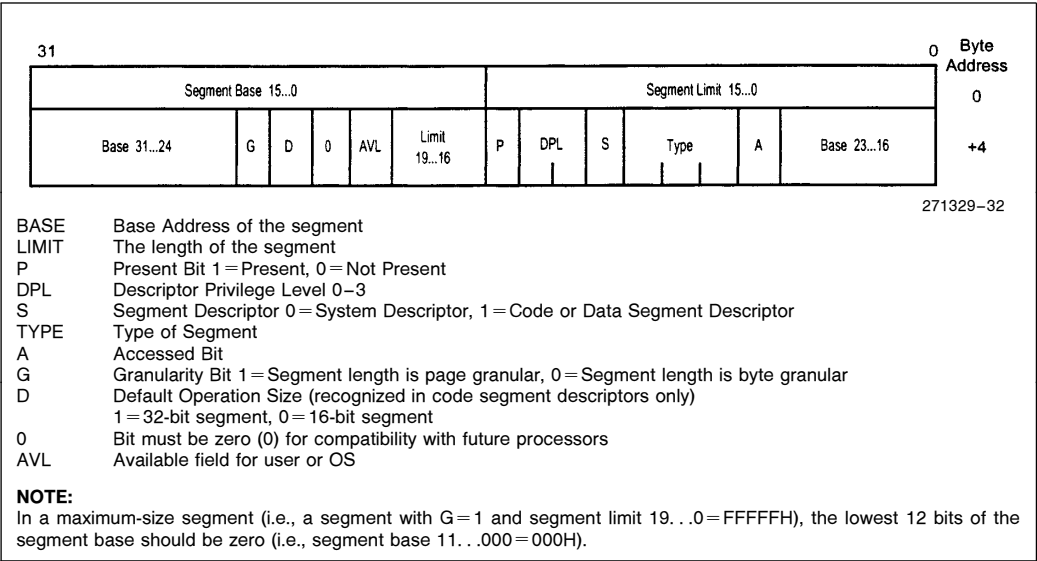 31 0 Byte Address
Segment Base 15...0 Segment Limit 15...0 0
Base 31...24 G D 0 AVL Limit 19...16 P DPL S Type A Base 23...16 +4
271329–32
BASE Base Address of the segment
LIMIT The length of the segment
P Present Bit 1=Present, 0=Not Present
DPL Descriptor Privilege Level 0–3
S Segment Descriptor 0=System Descriptor, 1=Code or Data Segment Descriptor
TYPE Type of Segment
A Accessed Bit
G Granularity Bit 1=Segment length is page granular, 0=Segment length is byte granular
D Default Operation Size (recognized in code segment descriptors only)
1=32-bit segment, 0=16-bit segment
0 Bit must be zero (0) for compatibility with future processors
AVL Available field for user or OS
NOTE:
In a maximum-size segment (i.e., a segment with G=1 and segment limit 19. . .0=FFFFFH), the lowest 12 bits of the
segment base should be zero (i.e., segment base 11. . .000=000H).